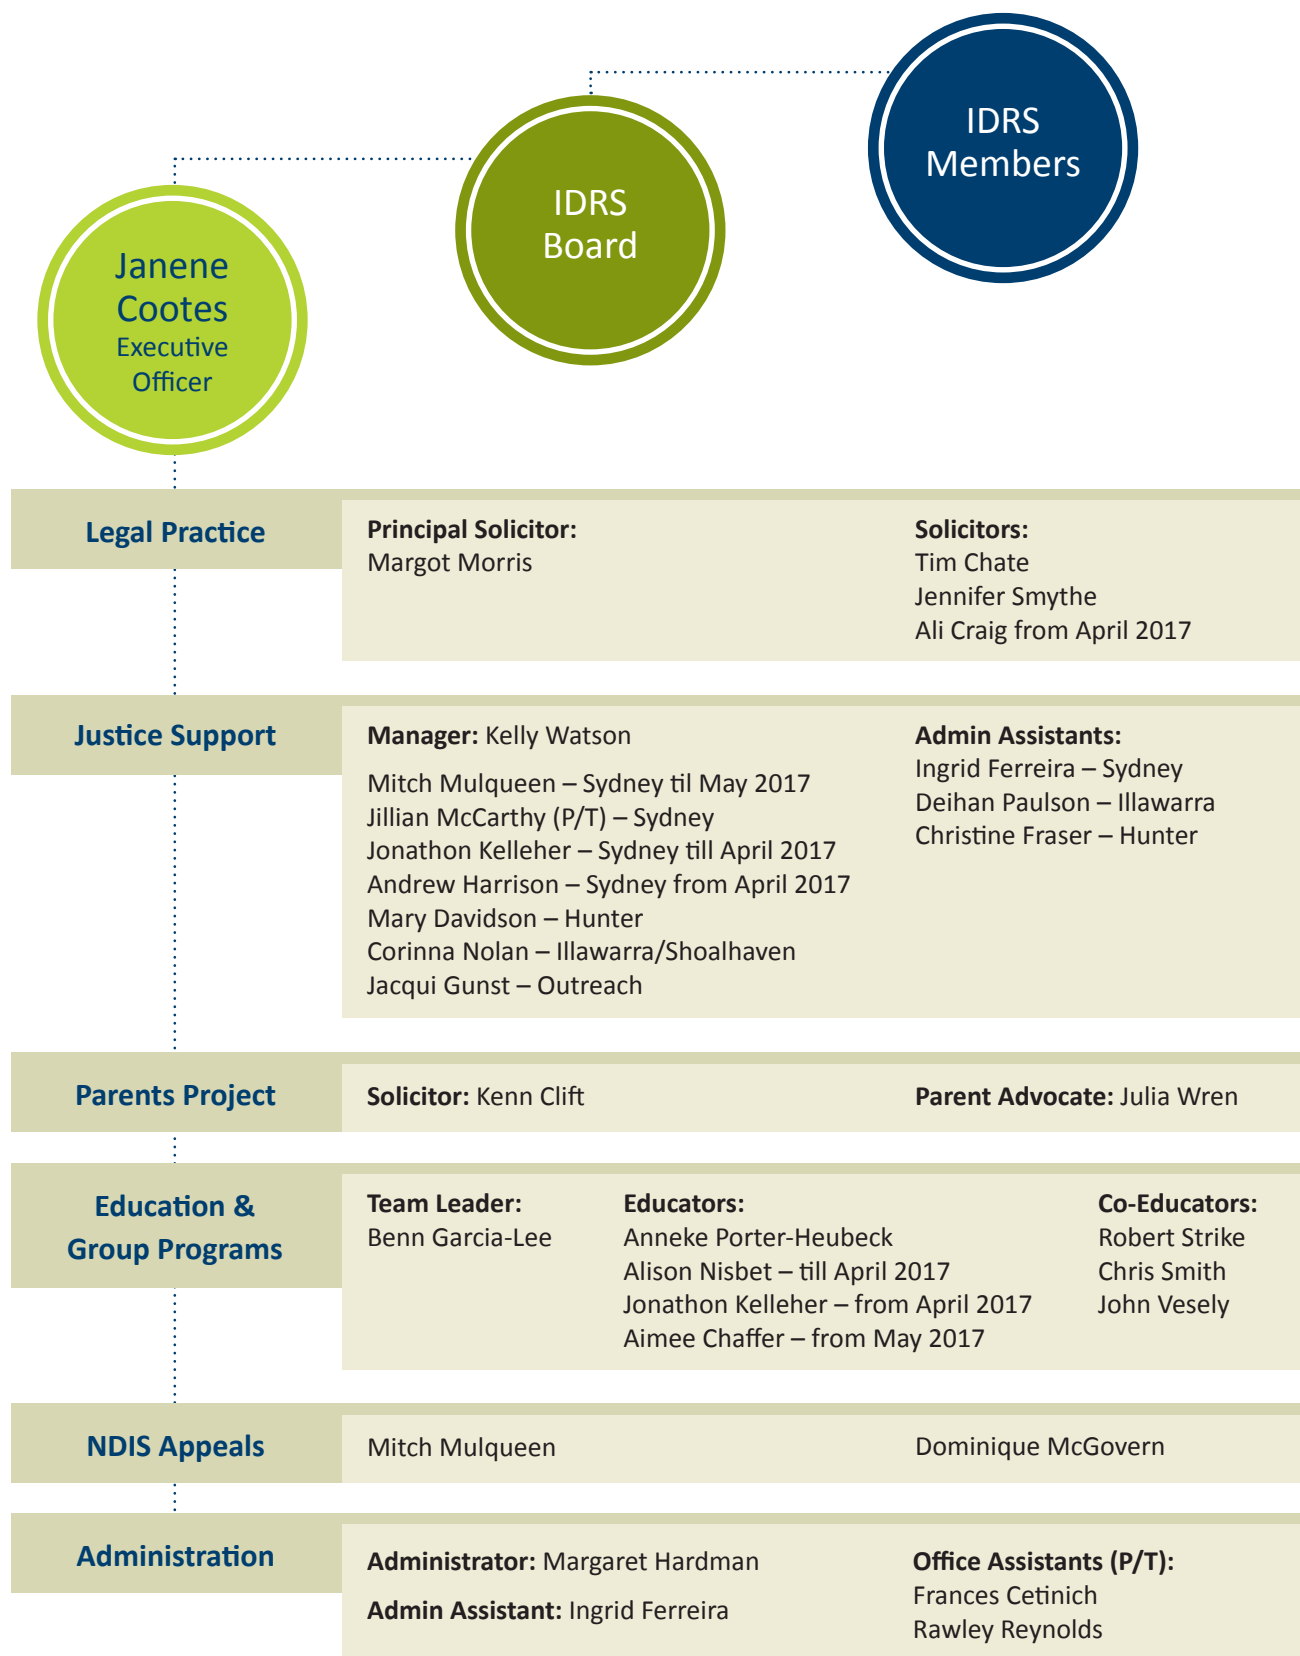 IDRS
Members
IDRS
Board
Janene
Cootes
Executive
Officer
Legal Practice
Principal Solicitor:
Margot Morris
Solicitors:
Tim Chate
Jennifer Smythe
Ali Craig from April 2017
Justice Support
Manager: Kelly Watson
Mitch Mulqueen – Sydney til May 2017
Jillian McCarthy (P/T) – Sydney
Jonathon Kelleher – Sydney till April 2017
Andrew Harrison – Sydney from April 2017
Mary Davidson – Hunter
Corinna Nolan – Illawarra/Shoalhaven
Jacqui Gunst – Outreach
Admin Assistants:
Ingrid Ferreira – Sydney
Deihan Paulson – Illawarra
Christine Fraser – Hunter
Parents Project
Solicitor: Kenn Clift
Parent Advocate: Julia Wren
Education &
Group Programs
Team Leader:
Benn Garcia-Lee
Educators:
Anneke Porter-Heubeck
Alison Nisbet – till April 2017
Jonathon Kelleher – from April 2017
Aimee Chaffer – from May 2017
Co-Educators:
Robert Strike
Chris Smith
John Vesely
NDIS Appeals
Mitch Mulqueen
Dominique McGovern
Administration
Administrator: Margaret Hardman
Admin Assistant: Ingrid Ferreira
Office Assistants (P/T):
Frances Cetinich
Rawley Reynolds